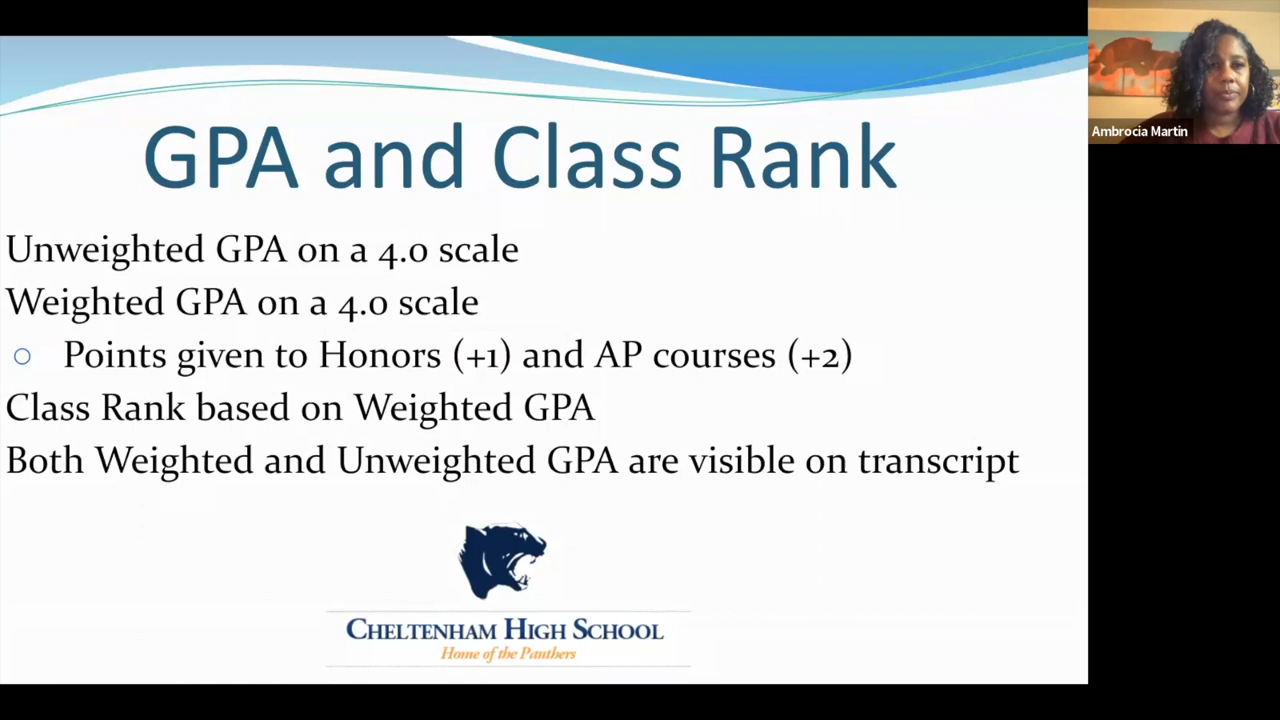 GPA and Class Rank
Unweighted GPA on a 4.0 scale
Weighted GPA on a 4.0 scale
○ Points given to Honors (+1) and AP courses (+2)
Class Rank based on Weighted GPA
Both Weighted and Unweighted GPA are visible on transcript
CHELTENHAM HIGH SCHOOL
Home of the Panthers
Ambrocia Martin